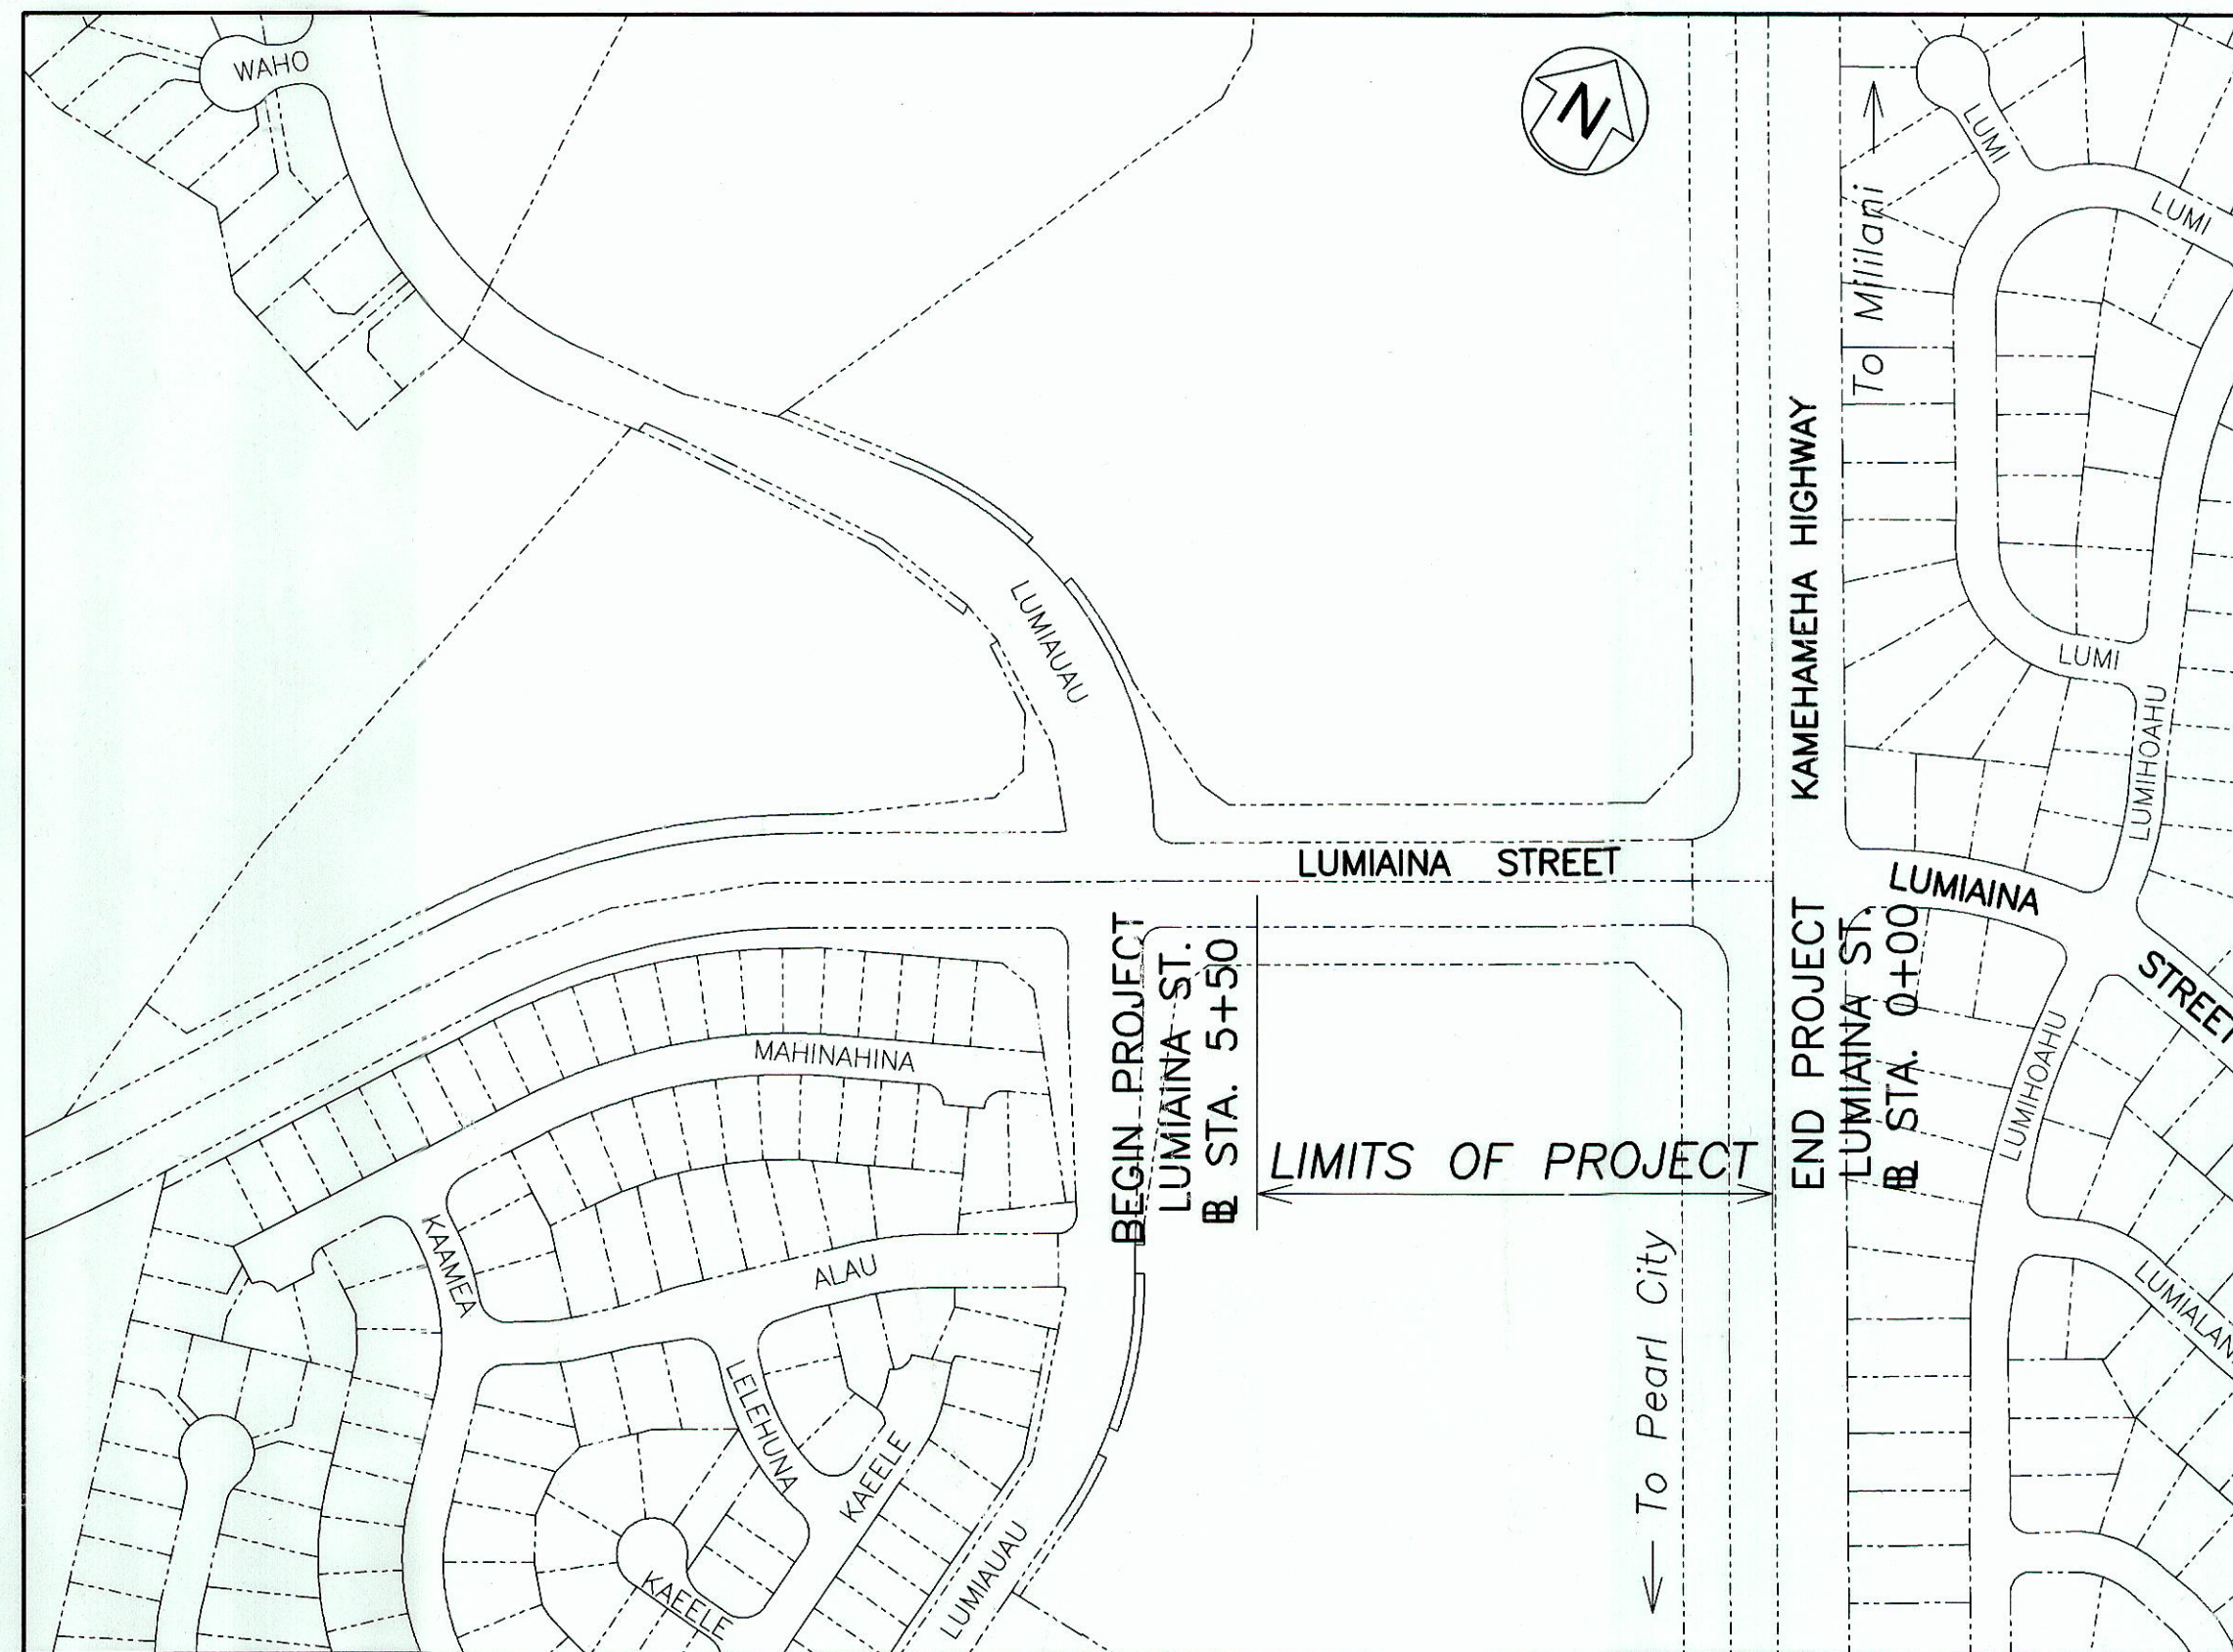 WAHO
N
LUMI
LUMI
To Mililani
KAMEHAMEHA HIGHWAY
LUMIAUAU
LUMI
LUMIHOAHU
LUMIAINA STREET
LUMIAINA
STREET
BEGIN PROJECT
LUMIAINA ST.
STA. 5+50
END PROJECT
LUMIAINA ST.
STA. 0+00
MAHINAHINA
LIMITS OF PROJECT
LUMIHOAHU
KAAMEA
ALAU
To Pearl City
LELEHUNA
KAEELE
KAEELE
LUMIAUAU